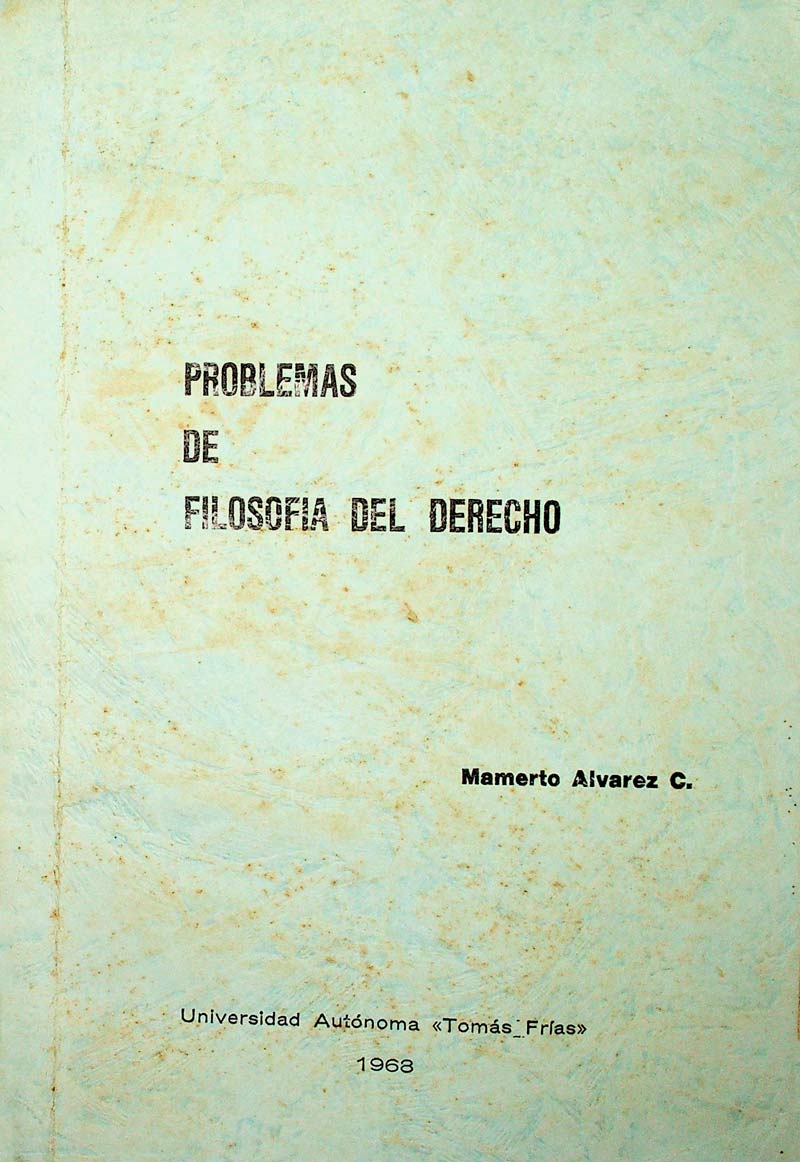 PROBLEMAS
DE
FILOSOFIA DEL DERECHO
Mamerto Alvarez C.
Universidad Autónoma «Tomás Frías»
1968